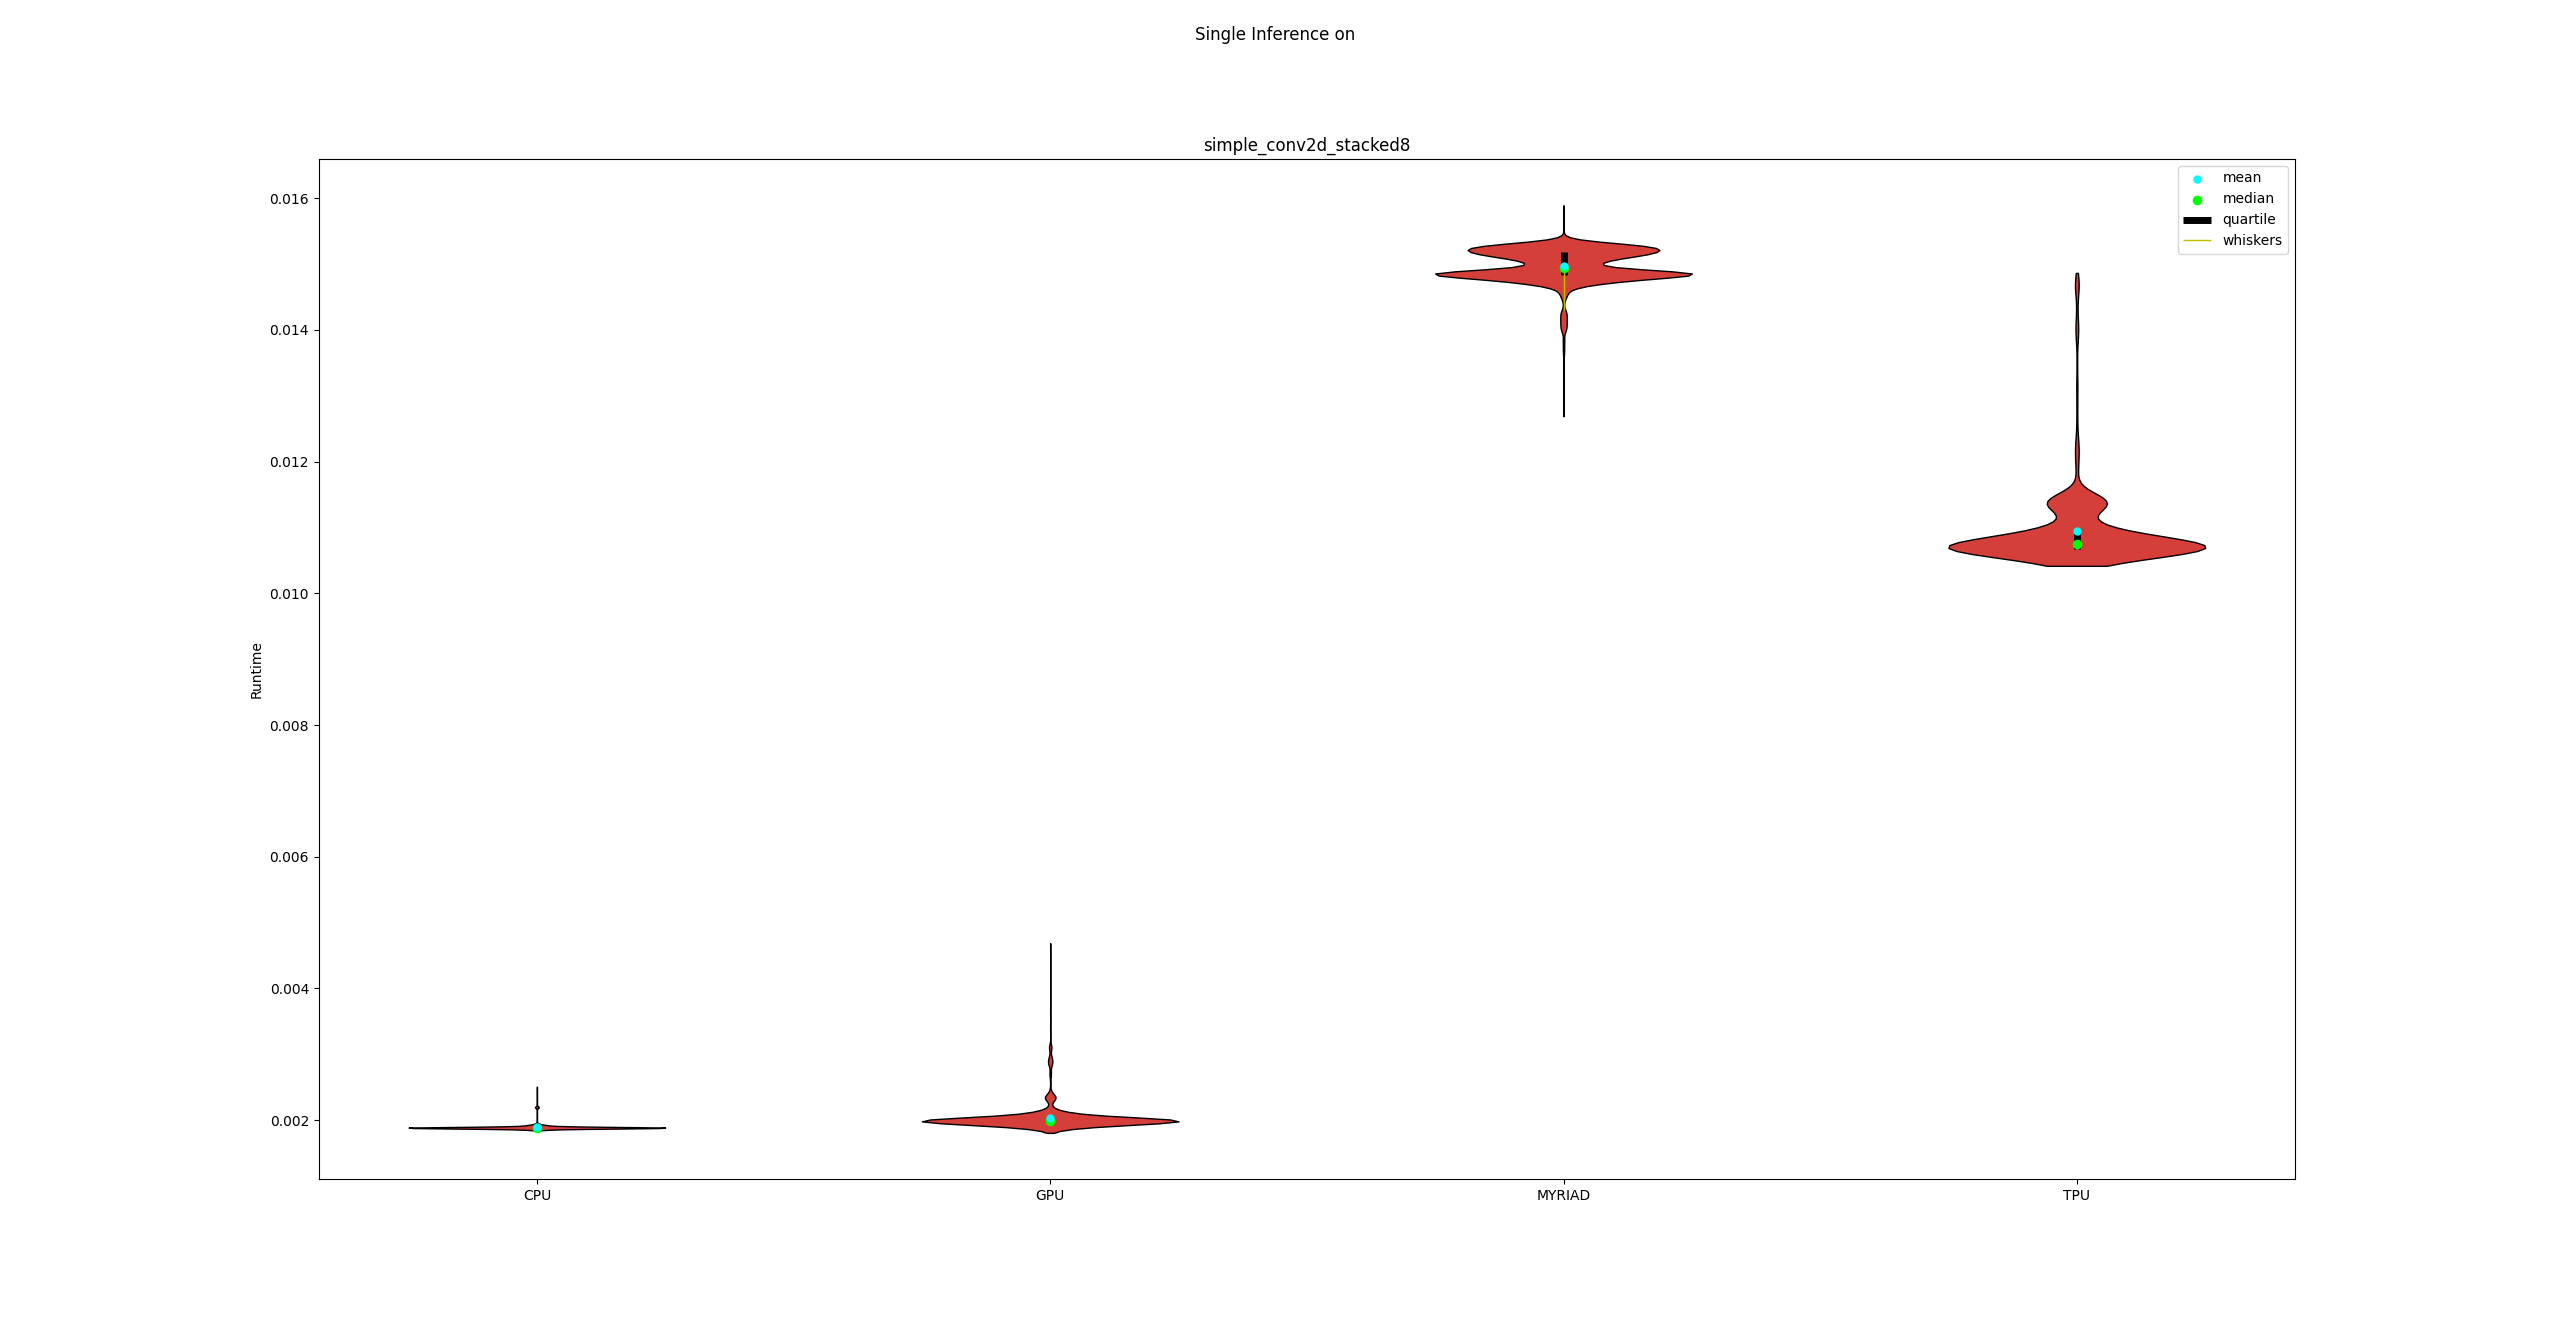 Single Inference on
simple_conv2d_stacked8
mean
median
quartile
whiskers
Runtime
0.016
0.014
0.012
0.010
0.008
0.006
0.004
0.002
CPU GPU MYRIAD TPU